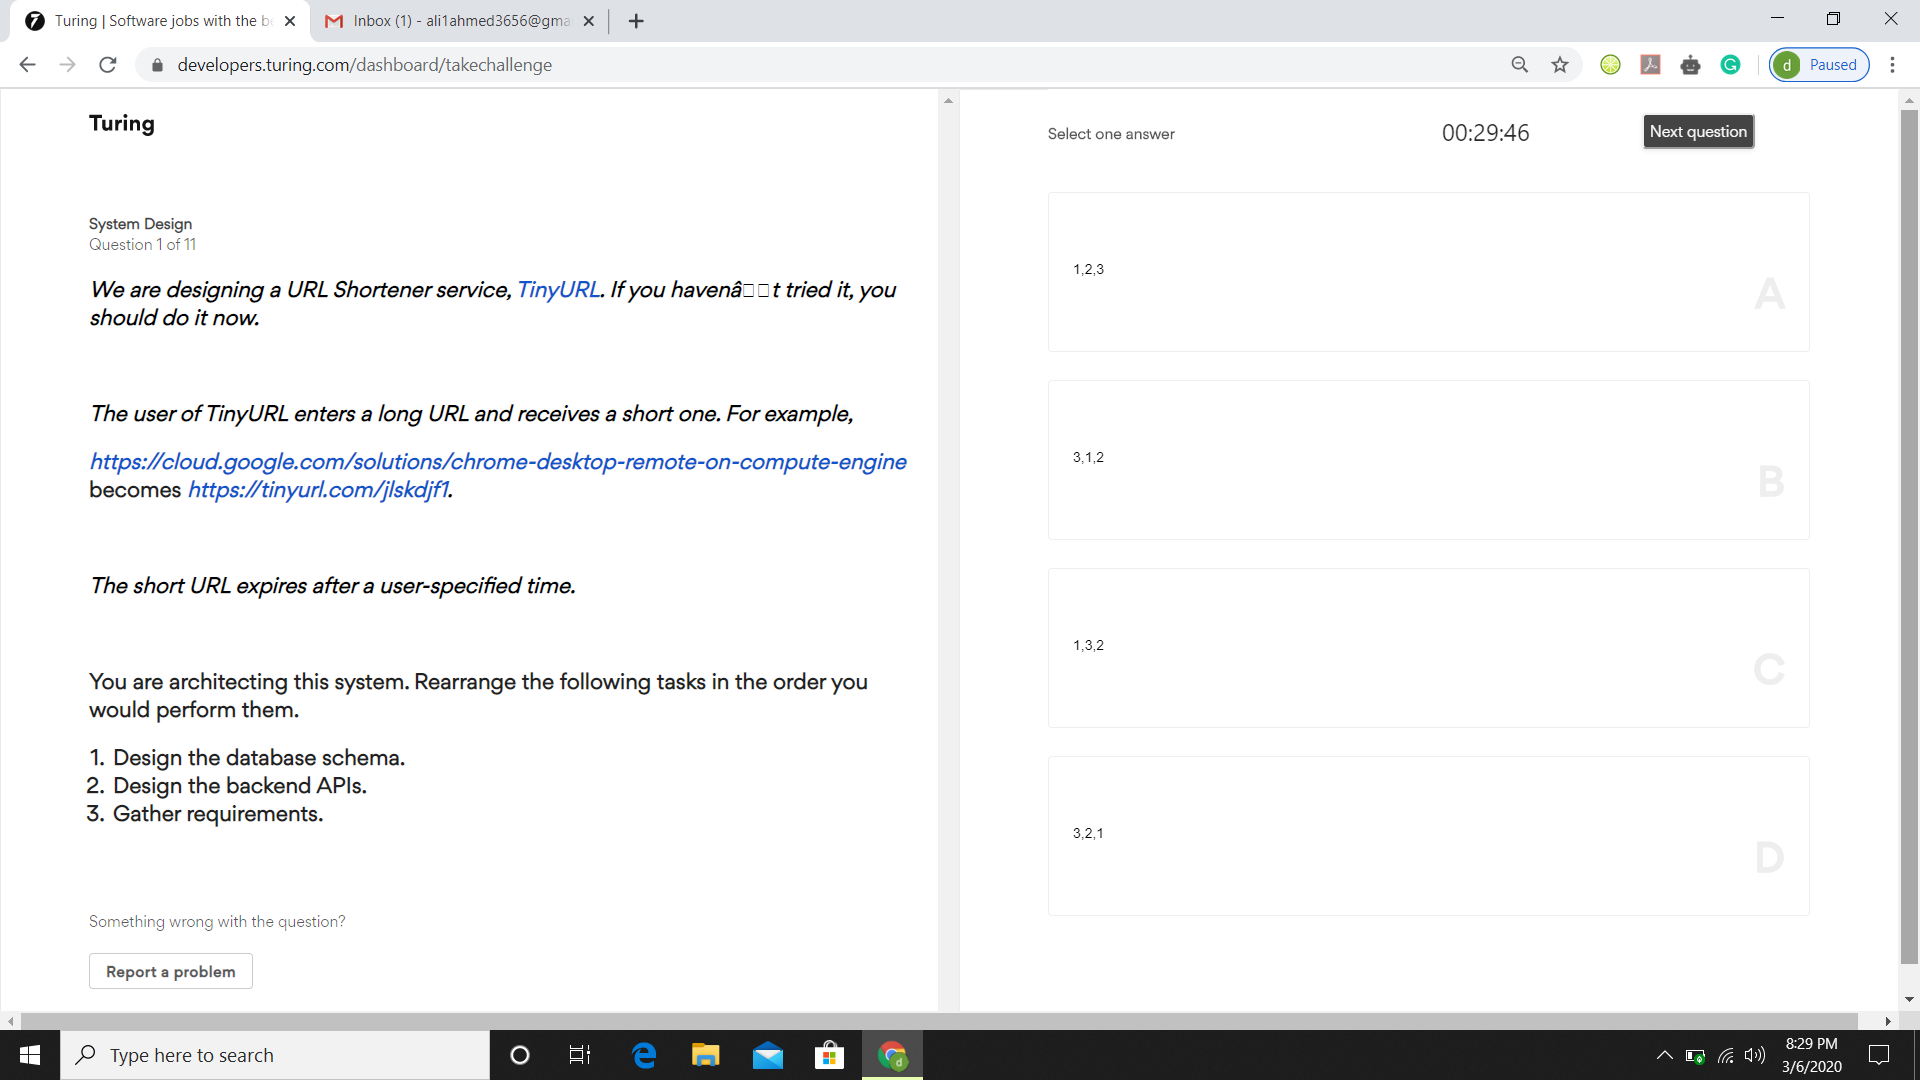 Turing | Software jobs with the b
Inbox (1) - ali1ahmed3656@gma
developers.turing.com/dashboard/takechallenge
d Paused
Turing
Select one answer
00:29:46
Next question
System Design
Question 1 of 11
We are designing a URL Shortener service, TinyURL. If you havenâ□□t tried it, you
should do it now.
The user of TinyURL enters a long URL and receives a short one. For example,
https://cloud.google.com/solutions/chrome-desktop-remote-on-compute-engine
becomes https://tinyurl.com/jlskdjf1.
The short URL expires after a user-specified time.
You are architecting this system. Rearrange the following tasks in the order you
would perform them.
1. Design the database schema.
2. Design the backend APIs.
3. Gather requirements.
Something wrong with the question?
Report a problem
1,2,3
A
3,1,2
B
1,3,2
C
3,2,1
D
Type here to search
8:29 PM
3/6/2020